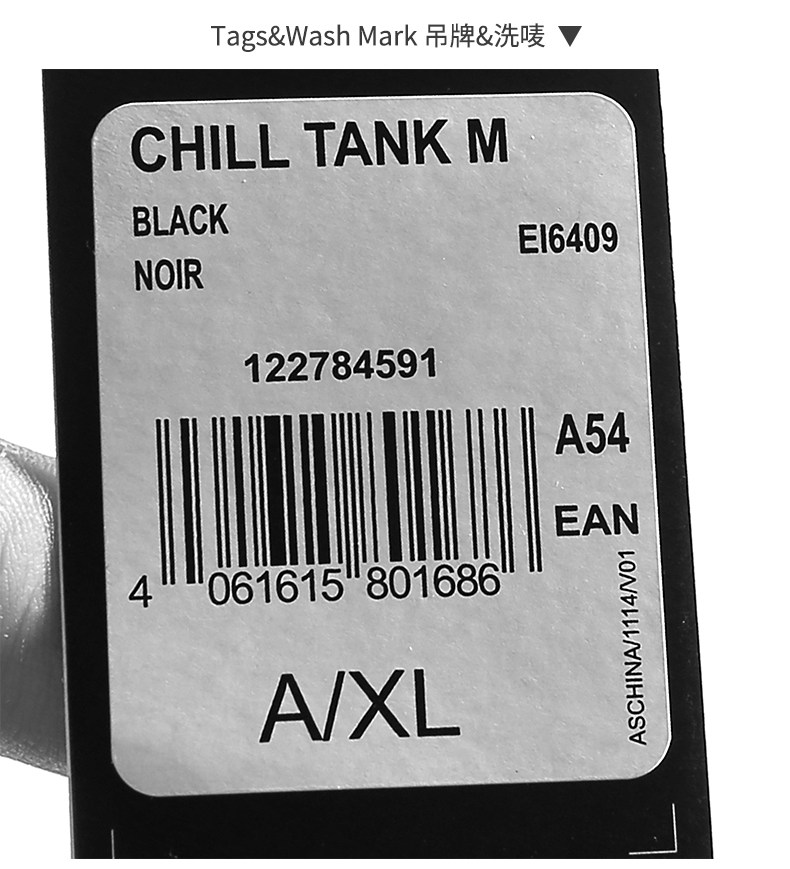 Tags&Wash Mark 吊牌&洗唛 ▼
CHILL TANK M
BLACK
EI6409
NOIR
122784591
A54
EAN
4 061615 801686
ASCHINA/1114/V01
A/XL